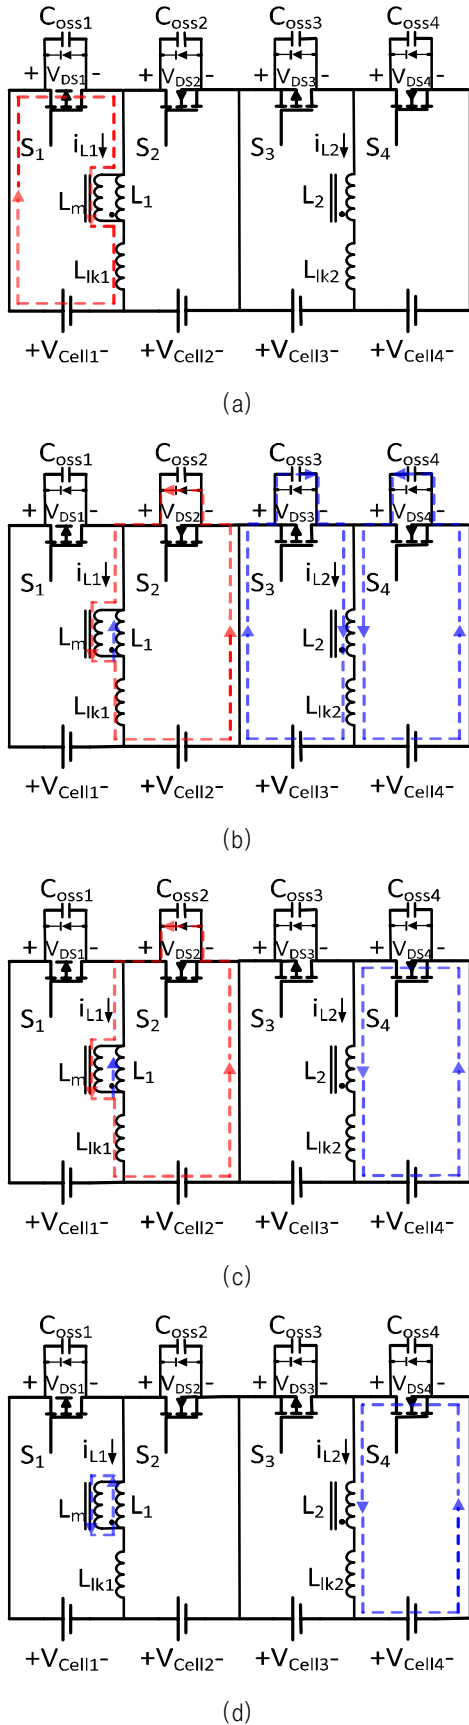 Coss1 Coss2 Coss3 Coss4
+ VDS1 - + VDS2 - + VDS3 - + VDS4 -
S1 iL1 S2 S3 iL2 S4
Lm L1 L2
Llk1 Llk2
+VCell1- +VCell2- +VCell3- +VCell4-
(a)
Coss1 Coss2 Coss3 Coss4
+ VDS1 - + VDS2 - + VDS3 - + VDS4 -
S1 iL1 S2 S3 iL2 S4
Lm L1 L2
Llk1 Llk2
+VCell1- +VCell2- +VCell3- +VCell4-
(b)
Coss1 Coss2 Coss3 Coss4
+ VDS1 - + VDS2 - + VDS3 - + VDS4 -
S1 iL1 S2 S3 iL2 S4
Lm L1 L2
Llk1 Llk2
+VCell1- +VCell2- +VCell3- +VCell4-
(c)
Coss1 Coss2 Coss3 Coss4
+ VDS1 - + VDS2 - + VDS3 - + VDS4 -
S1 iL1 S2 S3 iL2 S4
Lm L1 L2
Llk1 Llk2
+VCell1- +VCell2- +VCell3- +VCell4-
(d)